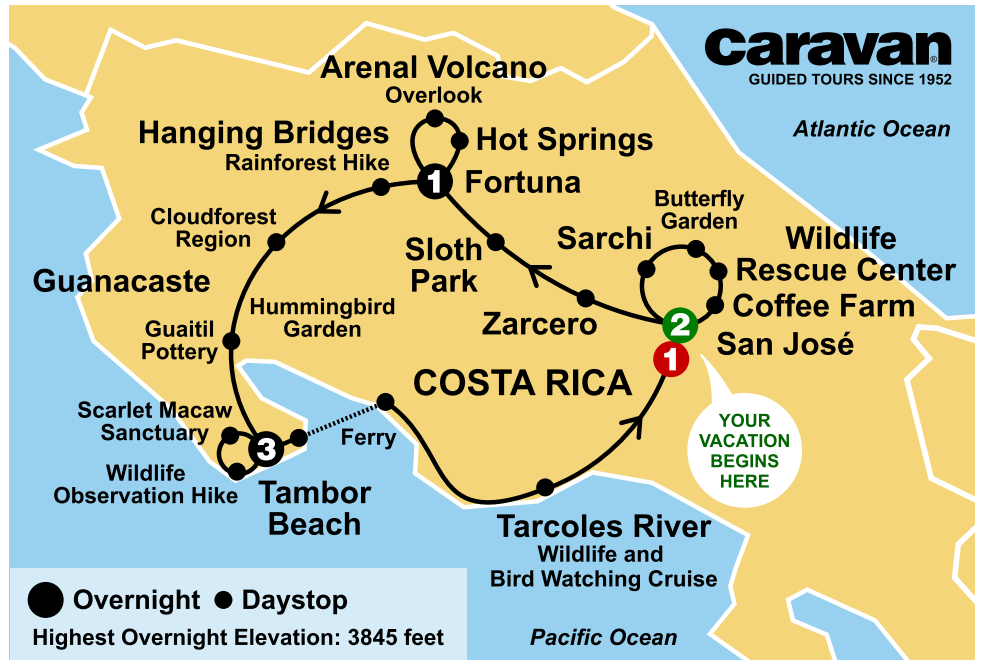 caravan®
GUIDED TOURS SINCE 1952
Arenal Volcano
Overlook
Atlantic Ocean
Hanging Bridges
Rainforest Hike
Hot Springs
1
Fortuna
Butterfly
Garden
Cloudforest
Region
Sloth
Park
Sarchi
Wildlife
Rescue Center
Coffee Farm
Guanacaste
Hummingbird
Garden
Zarcero
2
San José
1
Guaitil
Pottery
COSTA RICA
YOUR
VACATION
BEGINS
HERE
Scarlet Macaw
Sanctuary
3
Ferry
Wildlife
Observation Hike
Tambor
Beach
Tarcoles River
Wildlife and
Bird Watching Cruise
Overnight
Daystop
Highest Overnight Elevation: 3845 feet
Pacific Ocean